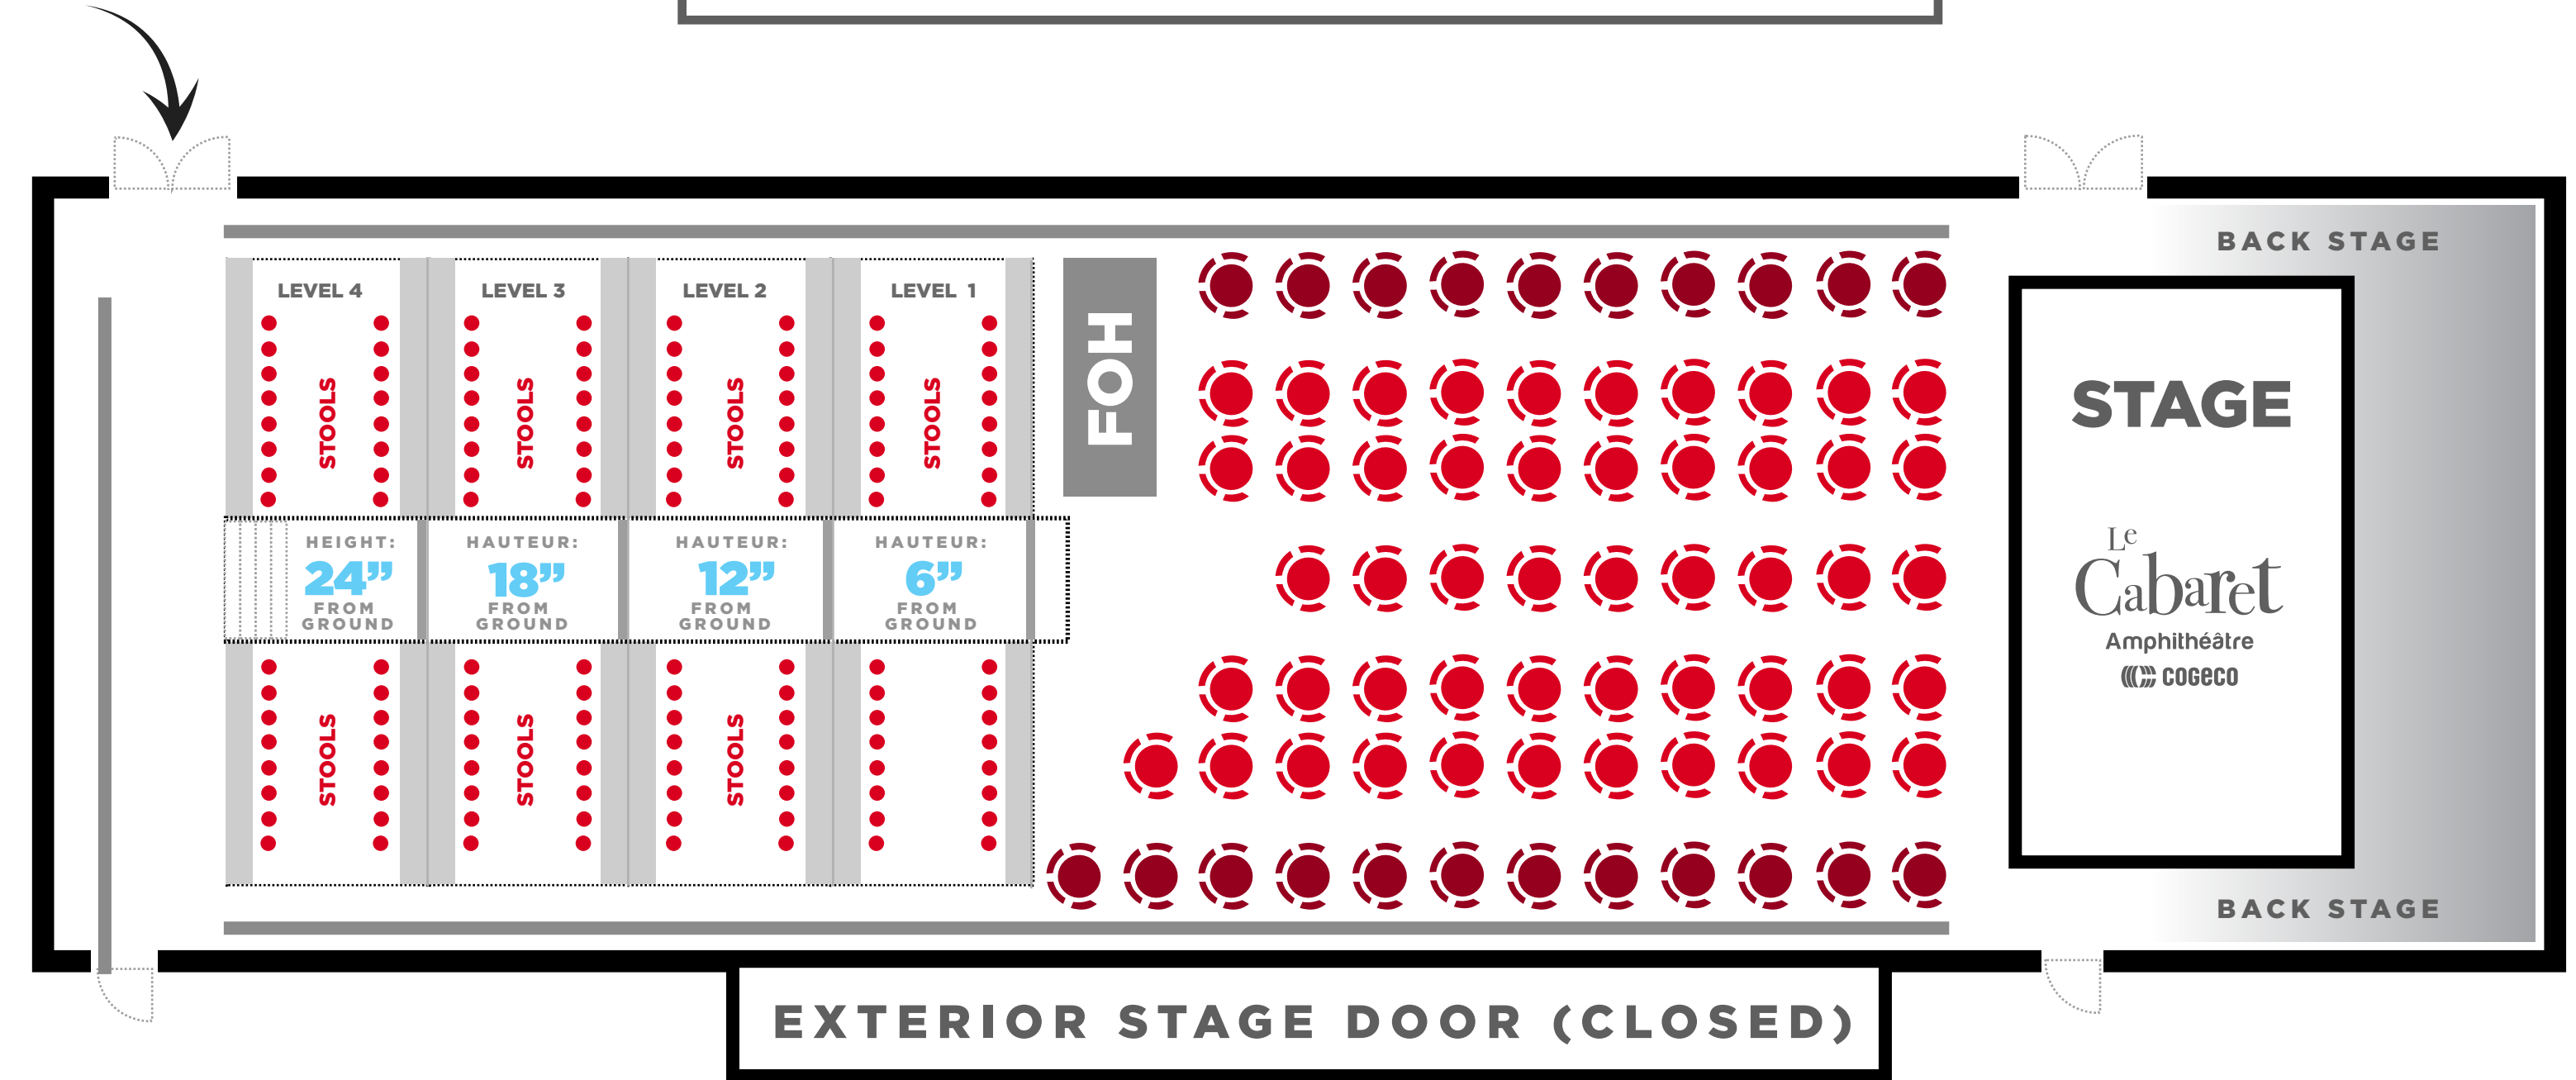 BACK STAGE
LEVEL 4
LEVEL 3
LEVEL 2
LEVEL 1
STOOLS
STOOLS
STOOLS
STOOLS
FOH
STAGE
HEIGHT:
24”
FROM
GROUND
HAUTEUR:
18”
FROM
GROUND
HAUTEUR:
12”
FROM
GROUND
HAUTEUR:
6”
FROM
GROUND
Le
Cabaret
Amphithéâtre
COGECO
STOOLS
STOOLS
STOOLS
BACK STAGE
EXTERIOR STAGE DOOR (CLOSED)